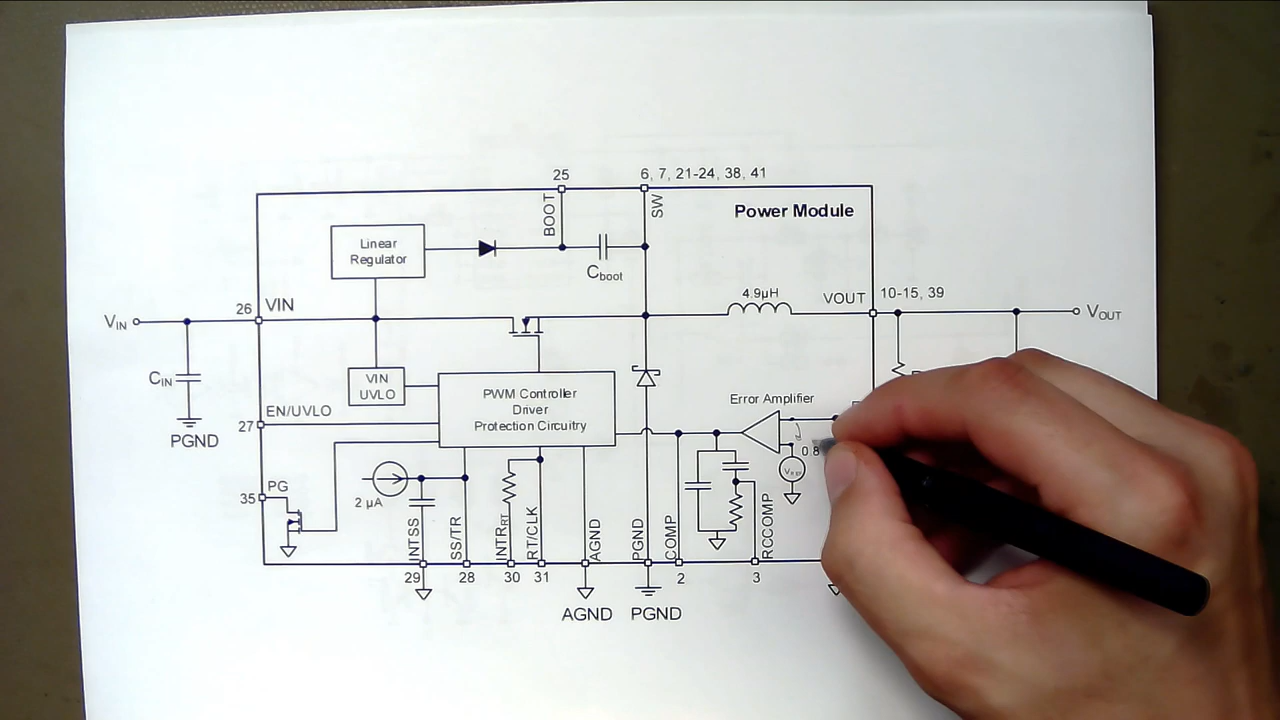 25
6, 7, 21-24, 38, 41
BOOT
SW
Power Module
Linear
Regulator
Cboot
4.9µH
VOUT
10-15, 39
26
VIN
VIN
VOUT
CIN
PGND
VIN
UVLO
PWM Controller
Driver
Protection Circuitry
Error Amplifier
EN/UVLO
27
0.8
PG
35
2 µA
INTSS
SS/TR
INTRRT
RT/CLK
AGND
PGND
COMP
RCCOMP
29
28
30
31
2
3
AGND
PGND